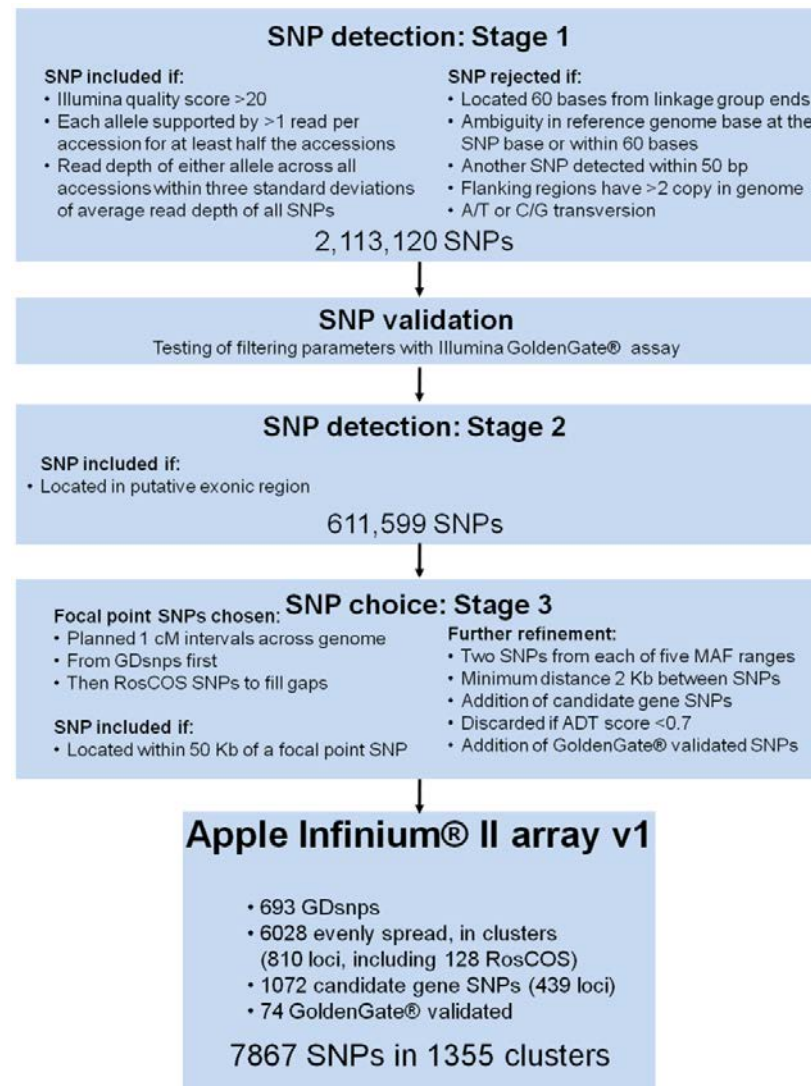 SNP detection: Stage 1
SNP included if:
• Illumina quality score >20
• Each allele supported by >1 read per
accession for at least half the accessions
• Read depth of either allele across all
accessions within three standard deviations
of average read depth of all SNPs
SNP rejected if:
• Located 60 bases from linkage group ends
• Ambiguity in reference genome base at the
SNP base or within 60 bases
• Another SNP detected within 50 bp
• Flanking regions have >2 copy in genome
• A/T or C/G transversion
2,113,120 SNPs
SNP validation
Testing of filtering parameters with Illumina GoldenGate® assay
SNP detection: Stage 2
SNP included if:
• Located in putative exonic region
611,599 SNPs
SNP choice: Stage 3
Focal point SNPs chosen:
• Planned 1 cM intervals across genome
• From GDsnps first
• Then RosCOS SNPs to fill gaps
SNP included if:
• Located within 50 Kb of a focal point SNP
Further refinement:
• Two SNPs from each of five MAF ranges
• Minimum distance 2 Kb between SNPs
• Addition of candidate gene SNPs
• Discarded if ADT score <0.7
• Addition of GoldenGate® validated SNPs
Apple Infinium® II array v1
• 693 GDsnps
• 6028 evenly spread, in clusters
(810 loci, including 128 RosCOS)
• 1072 candidate gene SNPs (439 loci)
• 74 GoldenGate® validated
7867 SNPs in 1355 clusters